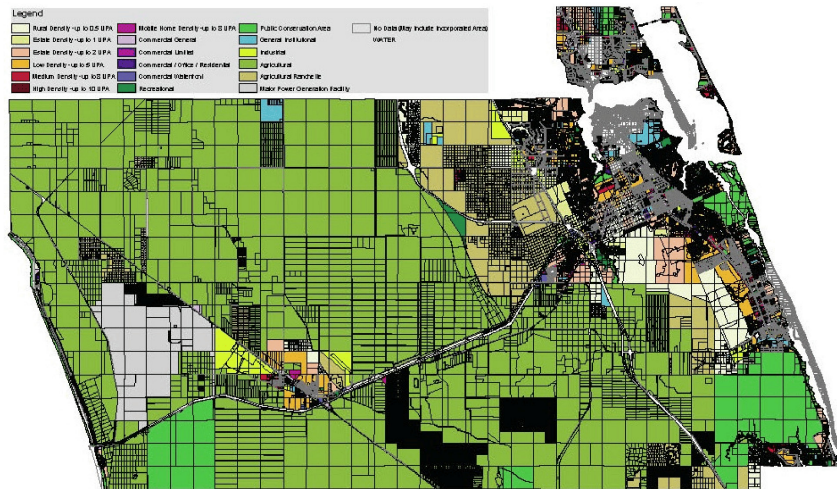 Legend
Rural Density -up to 0.5 UPA
Estate Density -up to 1 UPA
Estate Density -up to 2 UPA
Low Density -up to 5 UPA
Medium Density -up to 8 UPA
High Density -up to 10 UPA
Mobile Home Density -up to 8 UPA
Commercial General
Commercial Limited
Commercial / Office / Residential
Commercial Waterfront
Recreational
Public Conservation Area
General Institutional
Industrial
Agricultural
Agricultural Ranchette
Major Power Generation Facility
No Data (May Include Incorporated Area)
WATER